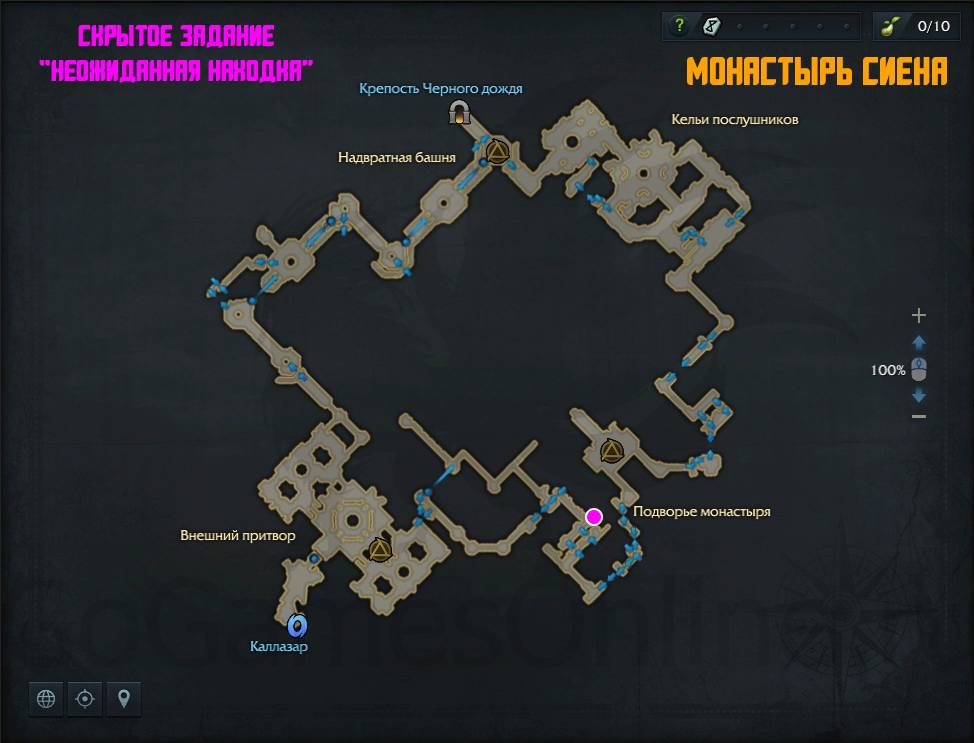 СКРЫТОЕ ЗАДАНИЕ
"НЕОЖИДАННАЯ НАХОДКА"
? 0/10
МОНАСТЫРЬ СИЕНА
Крепость Черного дождя
Кельи послушников
Надвратная башня
100%
Подворье монастыря
Внешний притвор
Каллазар